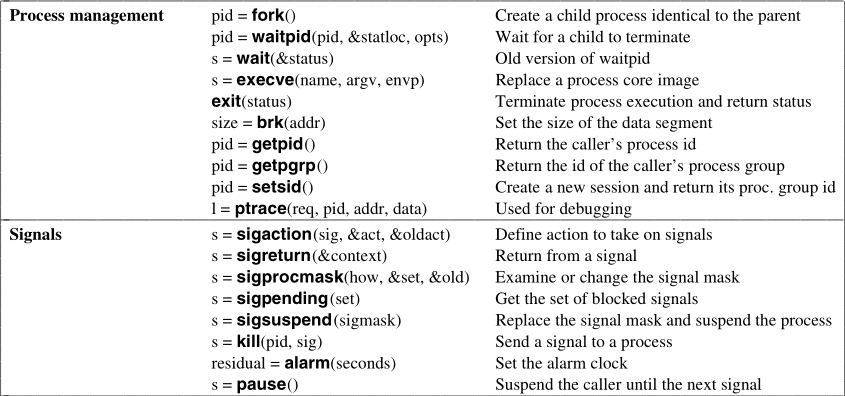 Process management pid = fork() Create a child process identical to the parent
pid = waitpid(pid, &statloc, opts) Wait for a child to terminate
s = wait(&status) Old version of waitpid
s = execve(name, argv, envp) Replace a process core image
exit(status) Terminate process execution and return status
size = brk(addr) Set the size of the data segment
pid = getpid() Return the caller's process id
pid = getpgrp() Return the id of the caller's process group
pid = setsid() Create a new session and return its proc. group id
l = ptrace(req, pid, addr, data) Used for debugging
Signals s = sigaction(sig, &act, &oldact) Define action to take on signals
s = sigreturn(&context) Return from a signal
s = sigprocmask(how, &set, &old) Examine or change the signal mask
s = sigpending(set) Get the set of blocked signals
s = sigsuspend(sigmask) Replace the signal mask and suspend the process
s = kill(pid, sig) Send a signal to a process
residual = alarm(seconds) Set the alarm clock
s = pause() Suspend the caller until the next signal